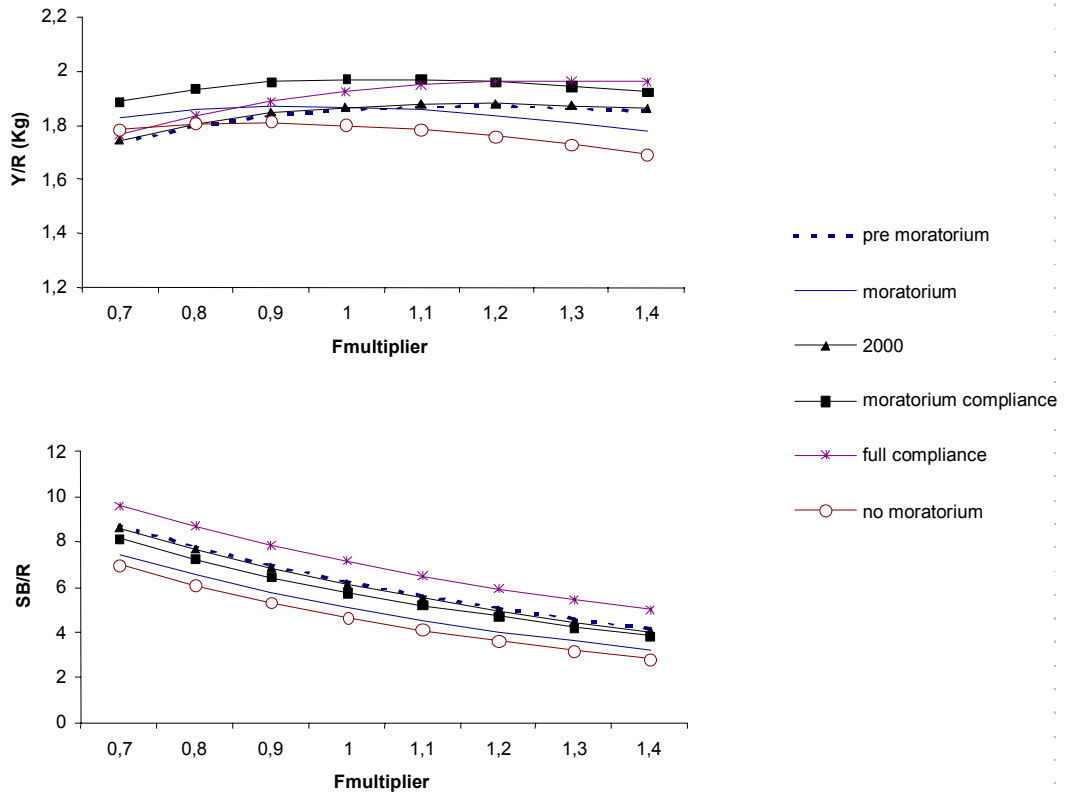 2,2
2
1,8
1,6
1,4
1,2
Y/R (Kg)
0,7 0,8 0,9 1 1,1 1,2 1,3 1,4
Fmultiplier
pre moratorium
moratorium
2000
moratorium compliance
full compliance
no moratorium
12
10
8
6
4
2
0
SB/R
0,7 0,8 0,9 1 1,1 1,2 1,3 1,4
Fmultiplier